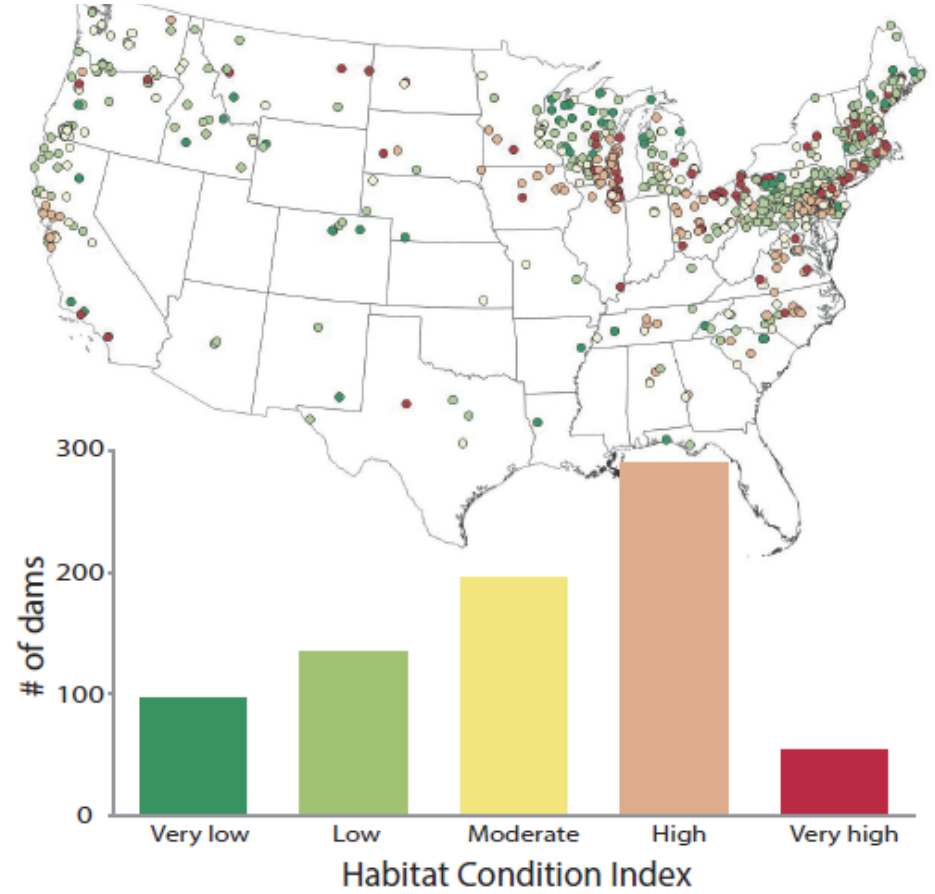 300
200
100
0
# of dams
Very low Low Moderate High Very high
Habitat Condition Index